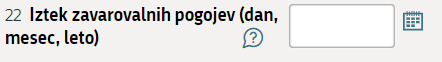 22 Iztek zavarovalnih pogojev (dan,
mesec, leto)